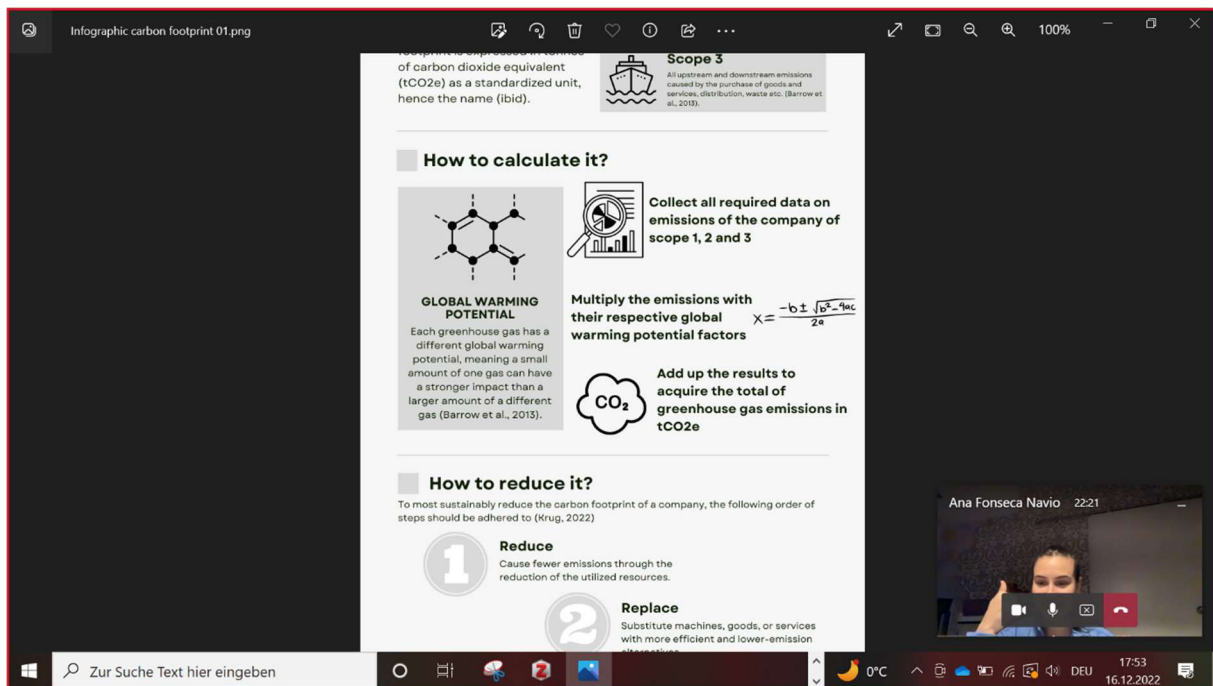 Infographic carbon footprint 01.png
100%
footprint is expressed in tonnes
of carbon dioxide equivalent
(tCO2e) as a standardized unit,
hence the name (ibid).
Scope 3
All upstream and downstream emissions
caused by the purchase of goods and
services, distribution, waste etc. (Barrow et
al., 2013).
How to calculate it?
GLOBAL WARMING
POTENTIAL
Each greenhouse gas has a
different global warming
potential, meaning a small
amount of one gas can have
a stronger impact than a
larger amount of a different
gas (Barrow et al., 2013).
Collect all required data on
emissions of the company of
scope 1, 2 and 3
Multiply the emissions with
their respective global
warming potential factors
x = -b ± √b²-4ac
2a
CO₂
Add up the results to
acquire the total of
greenhouse gas emissions in
tCO2e
How to reduce it?
To most sustainably reduce the carbon footprint of a company, the following order of
steps should be adhered to (Krug, 2022)
1
Reduce
Cause fewer emissions through the
reduction of the utilized resources.
2
Replace
Substitute machines, goods, or services
with more efficient and lower-emission
alternatives
Ana Fonseca Navio 22:21
Zur Suche Text hier eingeben
0°C
DEU
17:53
16.12.2022